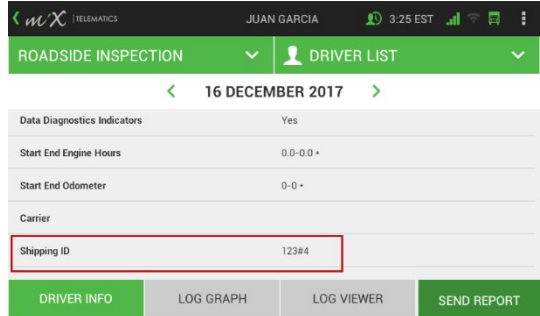 miX | TELEMATICS JUAN GARCIA 3:25 EST
ROADSIDE INSPECTION DRIVER LIST
16 DECEMBER 2017
Data Diagnostics Indicators Yes
Start End Engine Hours 0.0-0.0 *
Start End Odometer 0-0 *
Carrier
Shipping ID 123#4
DRIVER INFO LOG GRAPH LOG VIEWER SEND REPORT